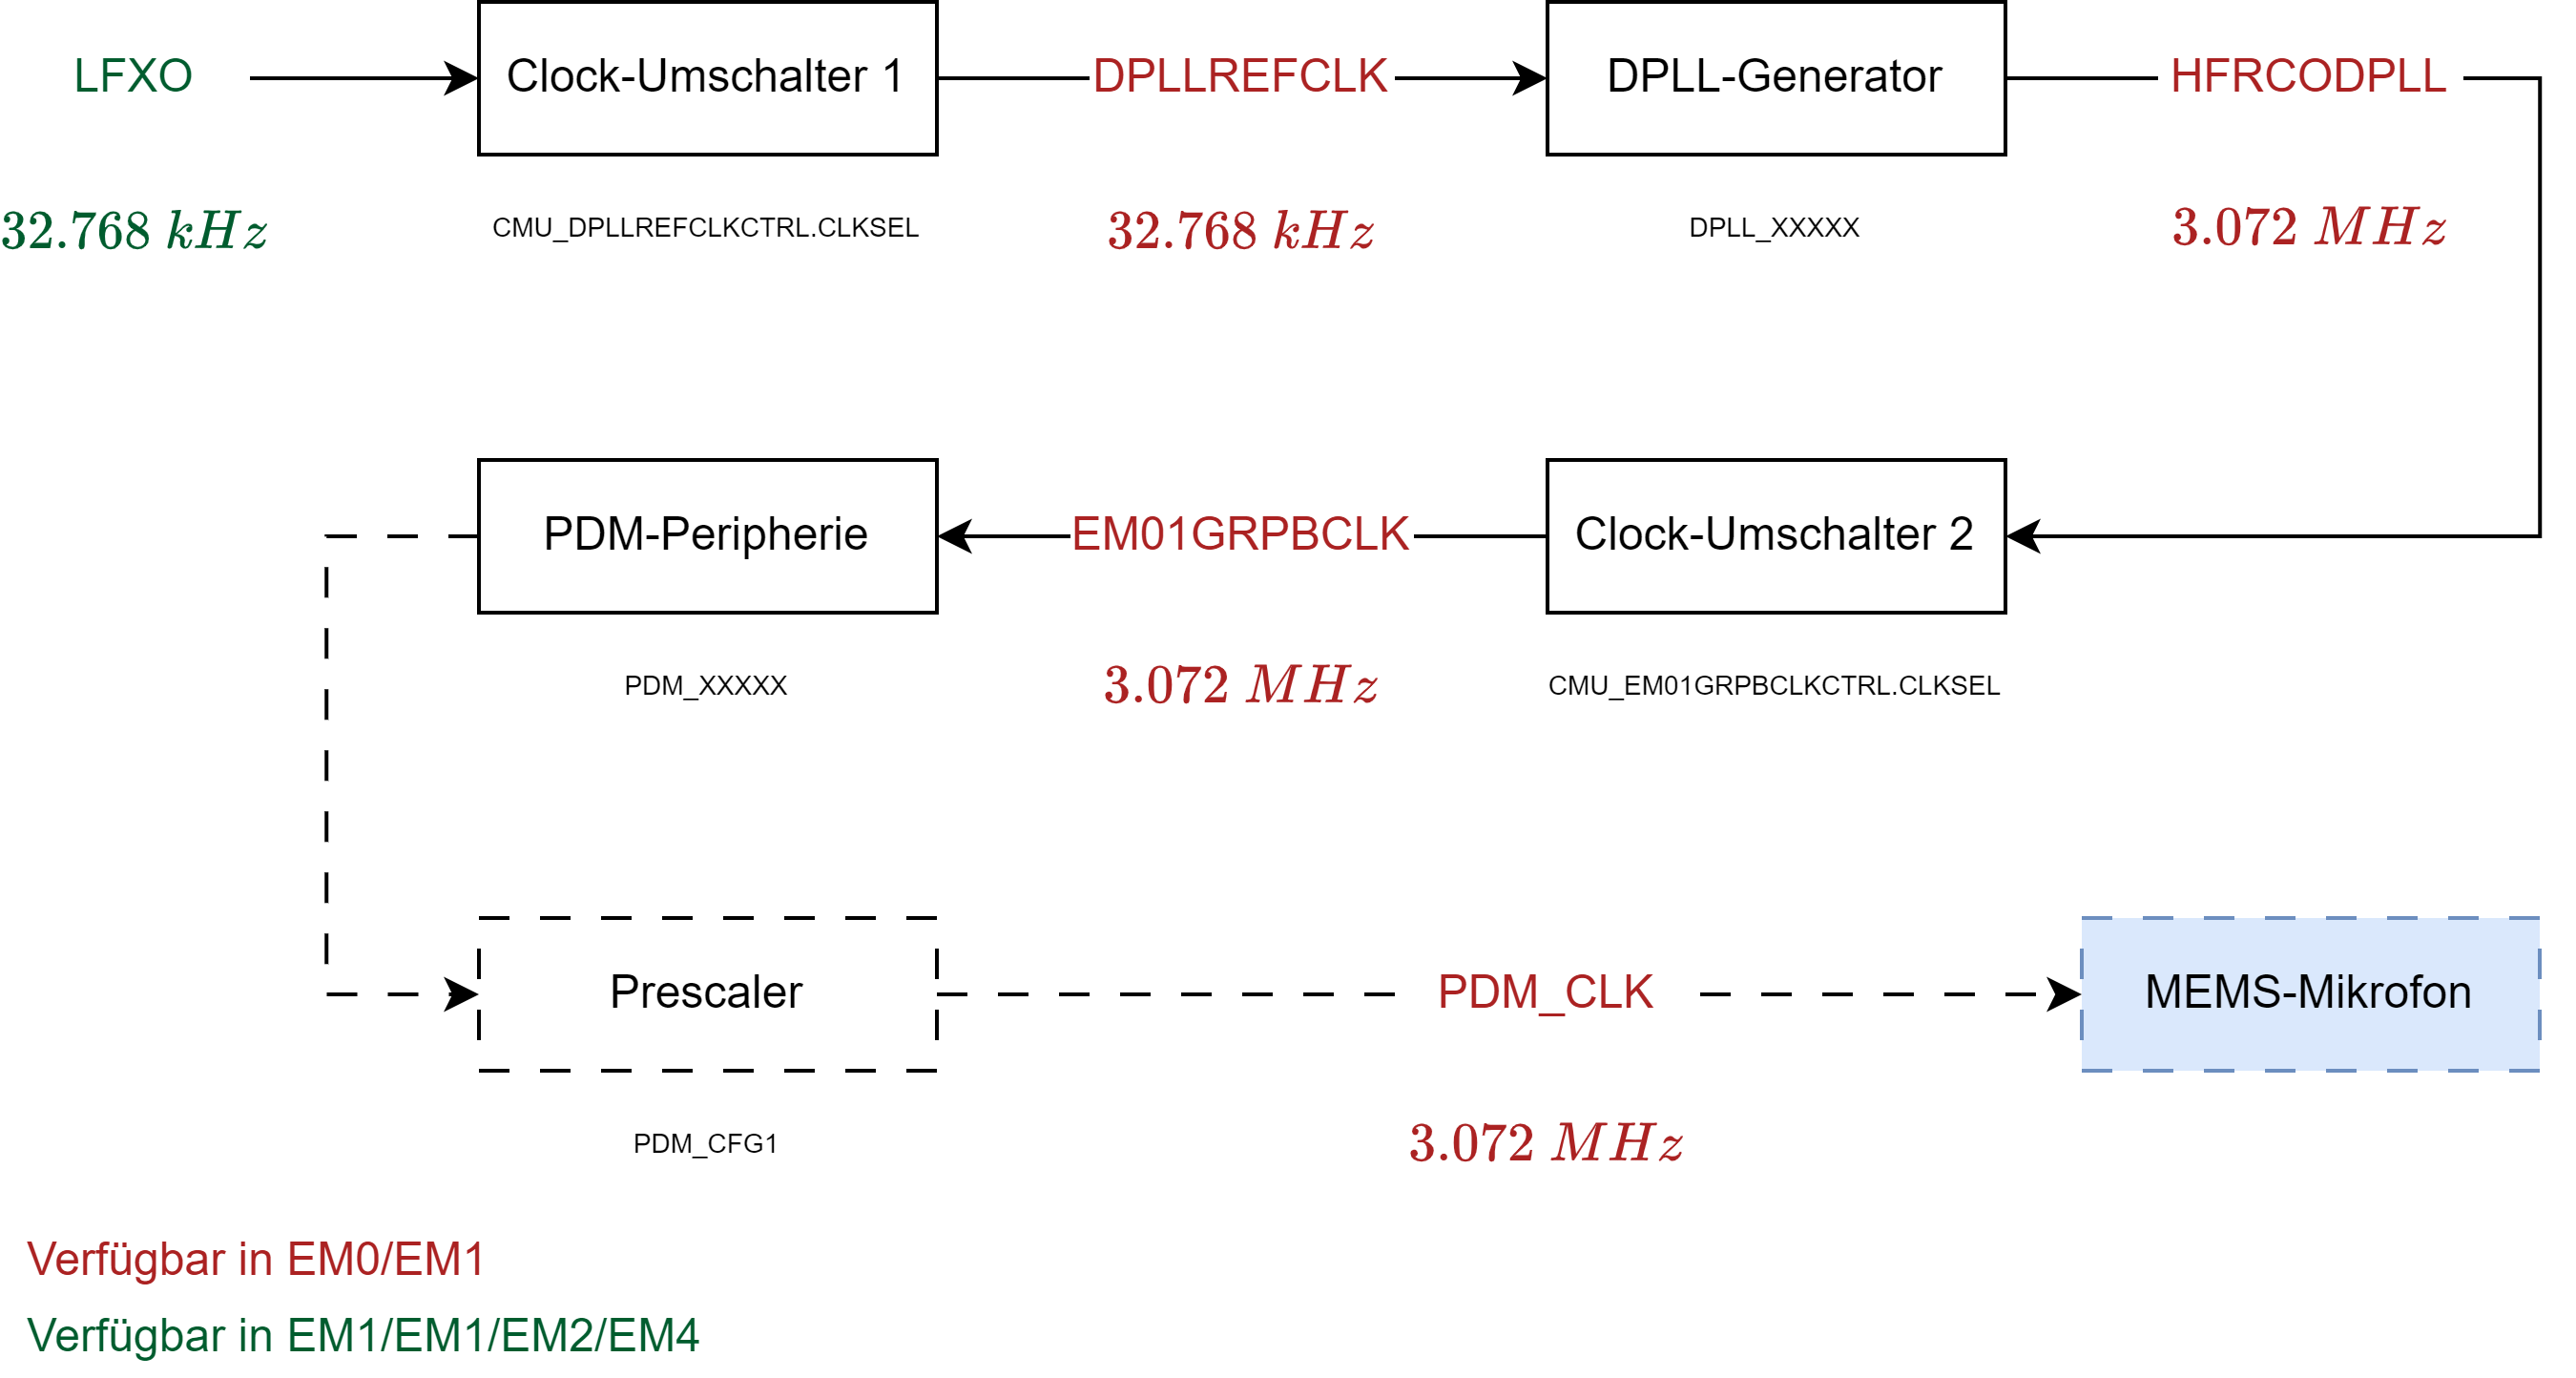 LFXO
Clock-Umschalter 1
DPLLREFCLK
DPLL-Generator
HFRCODPLL
32.768 kHz
CMU_DPLLREFCLKCTRL.CLKSEL
32.768 kHz
DPLL_XXXXX
3.072 MHz
PDM-Peripherie
EM01GRPBCLK
Clock-Umschalter 2
PDM_XXXXX
3.072 MHz
CMU_EM01GRPBCLKCTRL.CLKSEL
Prescaler
PDM_CLK
MEMS-Mikrofon
PDM_CFG1
3.072 MHz
Verfügbar in EM0/EM1
Verfügbar in EM1/EM1/EM2/EM4